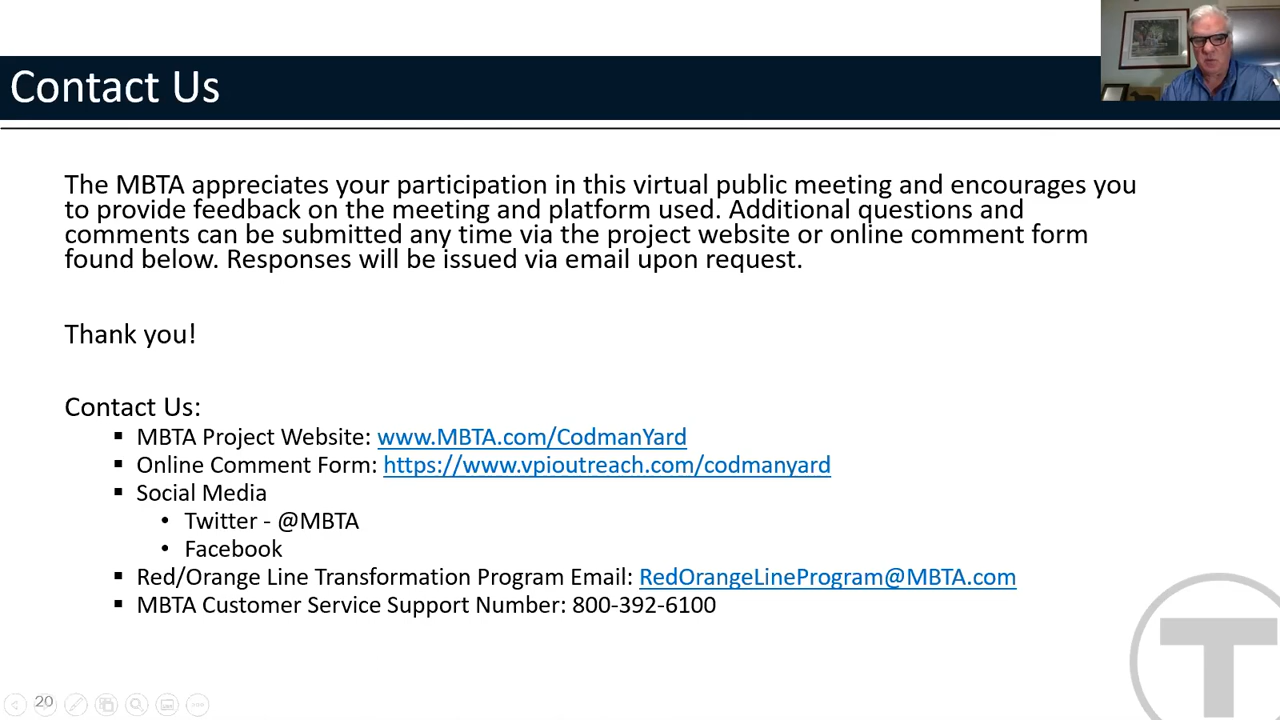 Contact Us
The MBTA appreciates your participation in this virtual public meeting and encourages you
to provide feedback on the meeting and platform used. Additional questions and
comments can be submitted any time via the project website or online comment form
found below. Responses will be issued via email upon request.
Thank you!
Contact Us:
▪ MBTA Project Website: www.MBTA.com/CodmanYard
▪ Online Comment Form: https://www.vpioutreach.com/codmanyard
▪ Social Media
• Twitter - @MBTA
• Facebook
▪ Red/Orange Line Transformation Program Email: RedOrangeLineProgram@MBTA.com
▪ MBTA Customer Service Support Number: 800-392-6100
T
20